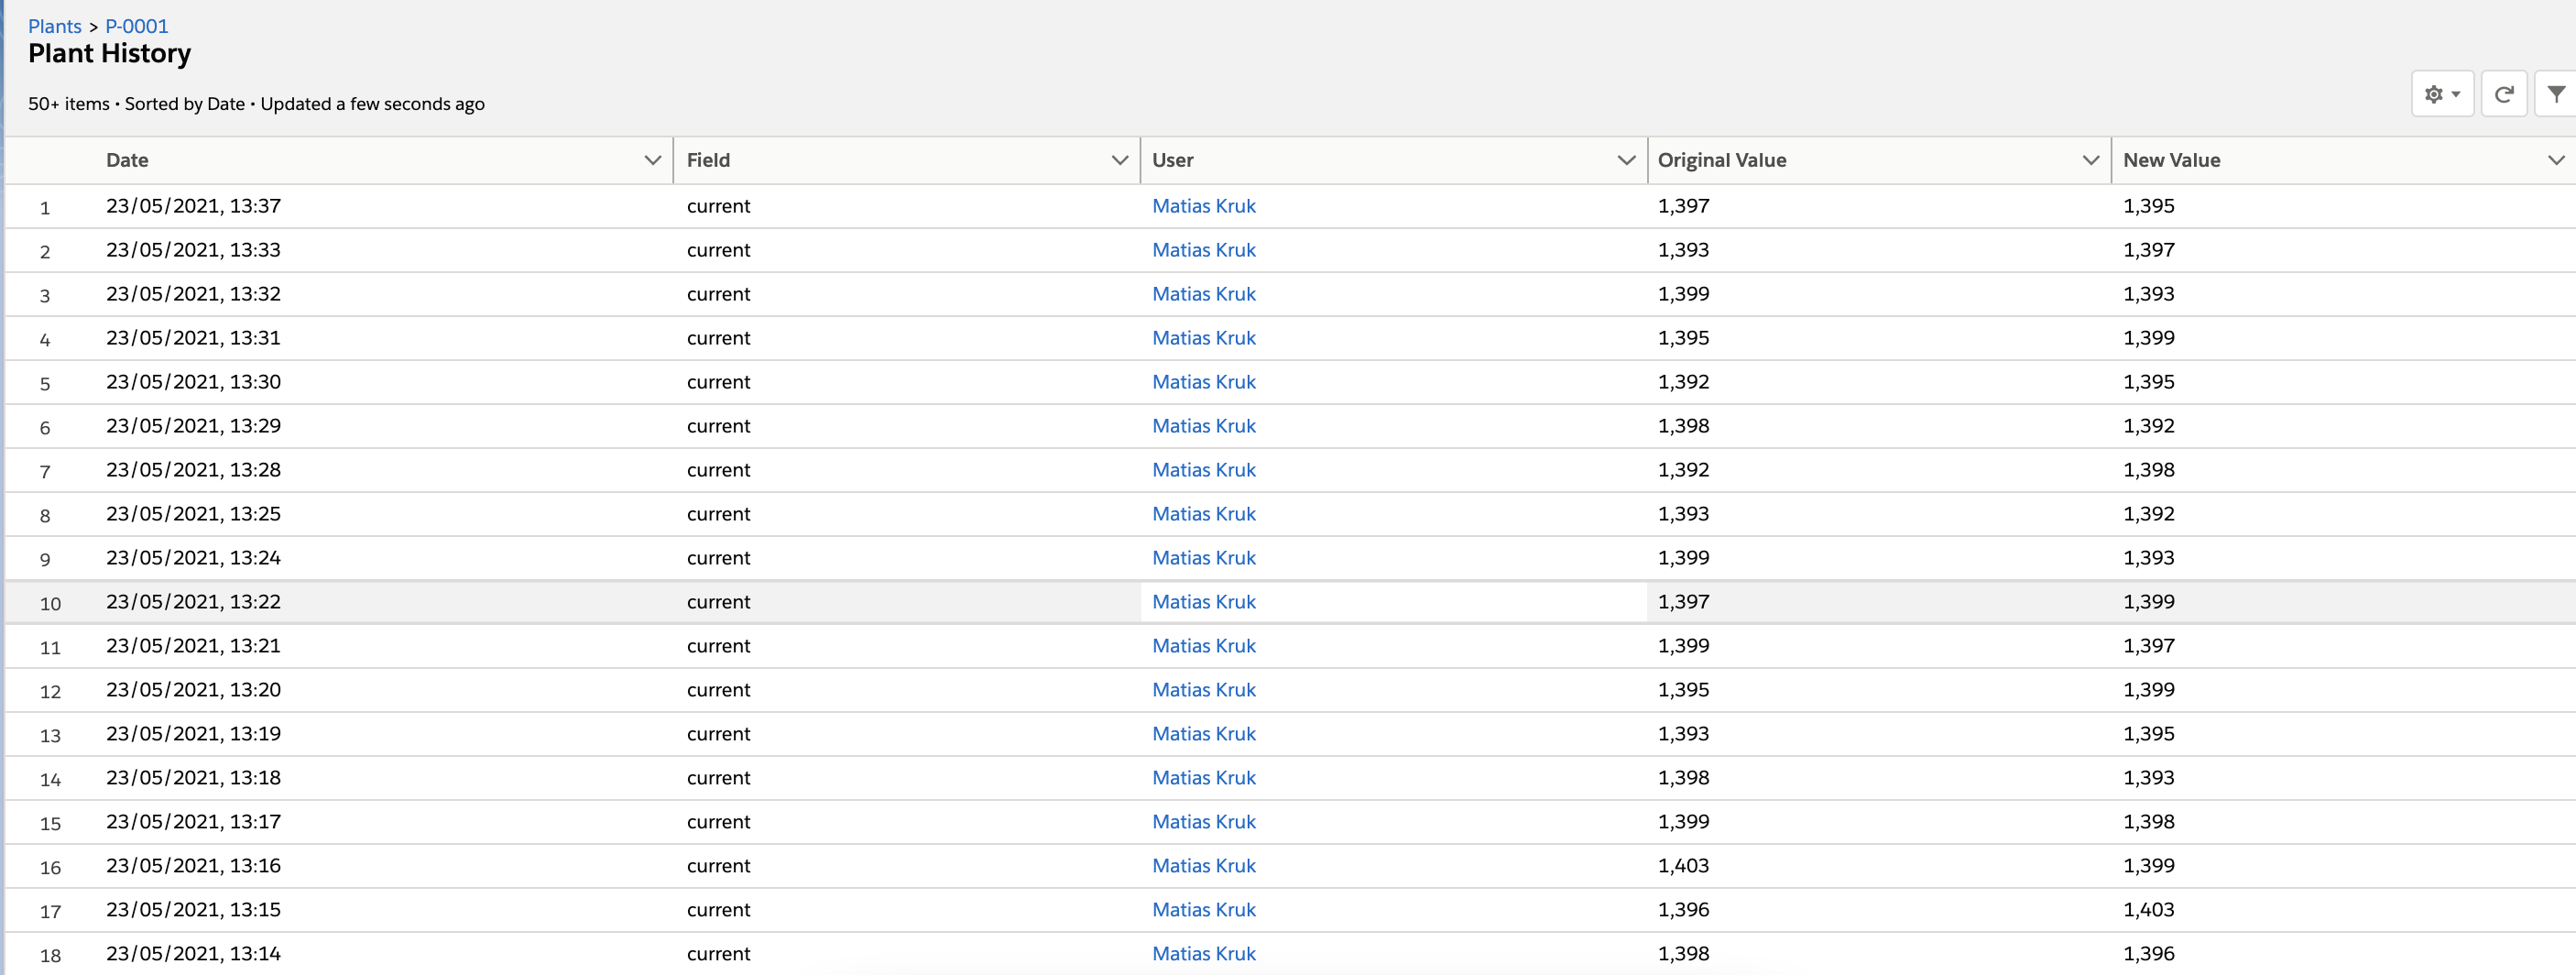 Plants > P-0001
Plant History
50+ items • Sorted by Date • Updated a few seconds ago
Date Field User Original Value New Value
1 23/05/2021, 13:37 current Matias Kruk 1,397 1,395
2 23/05/2021, 13:33 current Matias Kruk 1,393 1,397
3 23/05/2021, 13:32 current Matias Kruk 1,399 1,393
4 23/05/2021, 13:31 current Matias Kruk 1,395 1,399
5 23/05/2021, 13:30 current Matias Kruk 1,392 1,395
6 23/05/2021, 13:29 current Matias Kruk 1,398 1,392
7 23/05/2021, 13:28 current Matias Kruk 1,392 1,398
8 23/05/2021, 13:25 current Matias Kruk 1,393 1,392
9 23/05/2021, 13:24 current Matias Kruk 1,399 1,393
10 23/05/2021, 13:22 current Matias Kruk 1,397 1,399
11 23/05/2021, 13:21 current Matias Kruk 1,399 1,397
12 23/05/2021, 13:20 current Matias Kruk 1,395 1,399
13 23/05/2021, 13:19 current Matias Kruk 1,393 1,395
14 23/05/2021, 13:18 current Matias Kruk 1,398 1,393
15 23/05/2021, 13:17 current Matias Kruk 1,399 1,398
16 23/05/2021, 13:16 current Matias Kruk 1,403 1,399
17 23/05/2021, 13:15 current Matias Kruk 1,396 1,403
18 23/05/2021, 13:14 current Matias Kruk 1,398 1,396